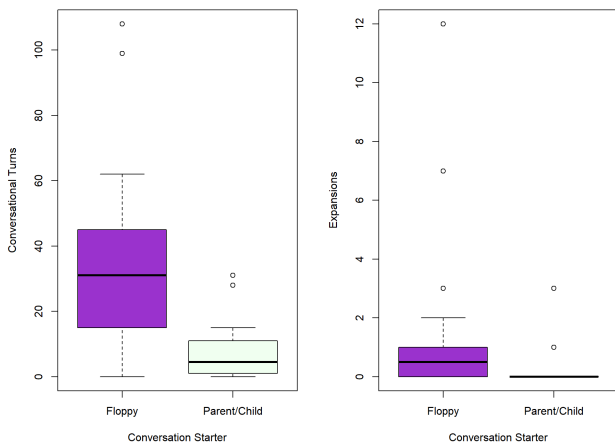 Conversational Turns
100
80
60
40
20
0
Floppy
Parent/Child
Conversation Starter
Expansions
12
10
8
6
4
2
0
Floppy
Parent/Child
Conversation Starter